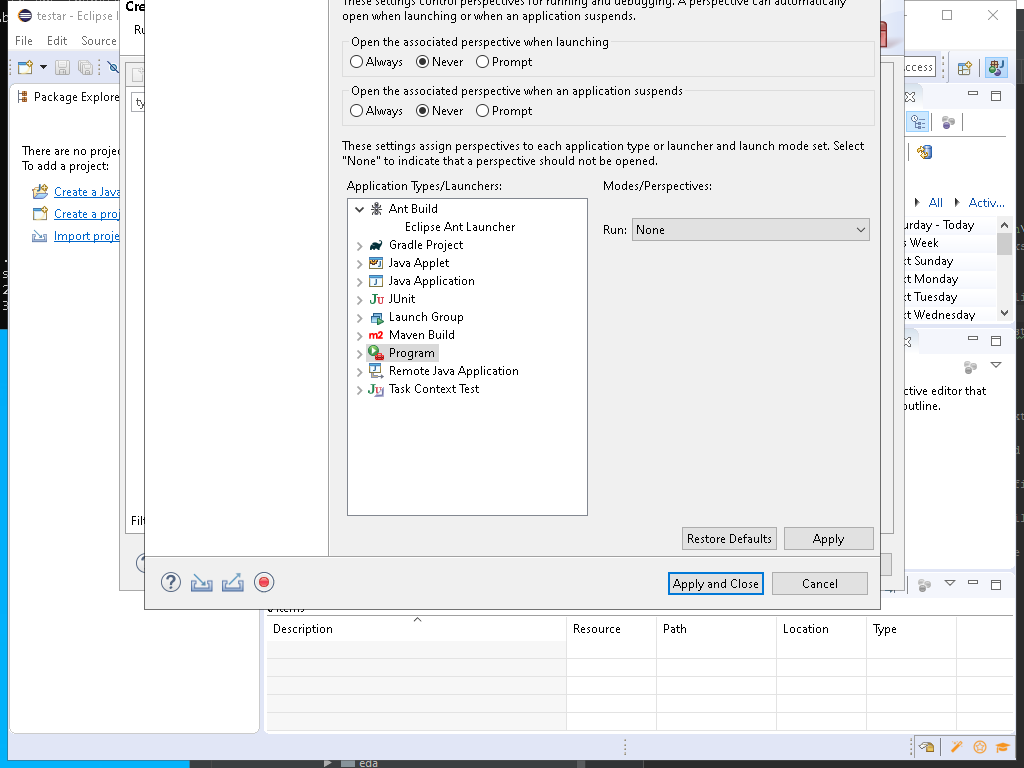 These settings control perspectives for running and debugging. A perspective can automatically
open when launching or when an application suspends.
Open the associated perspective when launching
Always Never Prompt
Open the associated perspective when an application suspends
Always Never Prompt
These settings assign perspectives to each application type or launcher and launch mode set. Select
"None" to indicate that a perspective should not be opened.
Application Types/Launchers:
Modes/Perspectives:
Ant Build
Eclipse Ant Launcher
Gradle Project
Java Applet
Java Application
JUnit
Launch Group
Maven Build
Program
Remote Java Application
Task Context Test
Run: None
Restore Defaults
Apply
Apply and Close
Cancel
testar - Eclipse I
File Edit Source
Package Explore
There are no projec
To add a project:
Create a Java
Create a proj
Import proje
Cre
Ru
ty
Filt
ccess
All
Activ...
urday - Today
s Week
xt Sunday
xt Monday
xt Tuesday
xt Wednesday
ctive editor that
outline.
items
Description Resource Path Location Type
eda